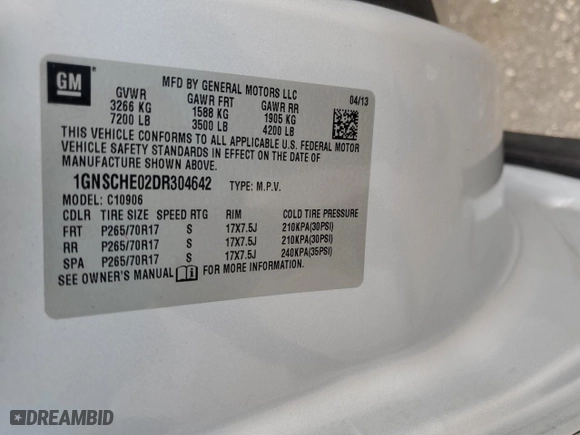 GM
MFD BY GENERAL MOTORS LLC
04/13
GVWR GAWR FRT GAWR RR
3266 KG 1588 KG 1905 KG
7200 LB 3500 LB 4200 LB
THIS VEHICLE CONFORMS TO ALL APPLICABLE U.S. FEDERAL MOTOR
VEHICLE SAFETY STANDARDS IN EFFECT ON THE DATE OF
MANUFACTURE SHOWN ABOVE.
1GNSCHE02DR304642 TYPE: M.P.V.
MODEL: C10906
CDLR TIRE SIZE SPEED RTG RIM COLD TIRE PRESSURE
FRT P265/70R17 S 17X7.5J 210KPA(30PSI)
RR P265/70R17 S 17X7.5J 210KPA(30PSI)
SPA P265/70R17 S 17X7.5J 240KPA(35PSI)
SEE OWNER'S MANUAL FOR MORE INFORMATION.
DREAMBID